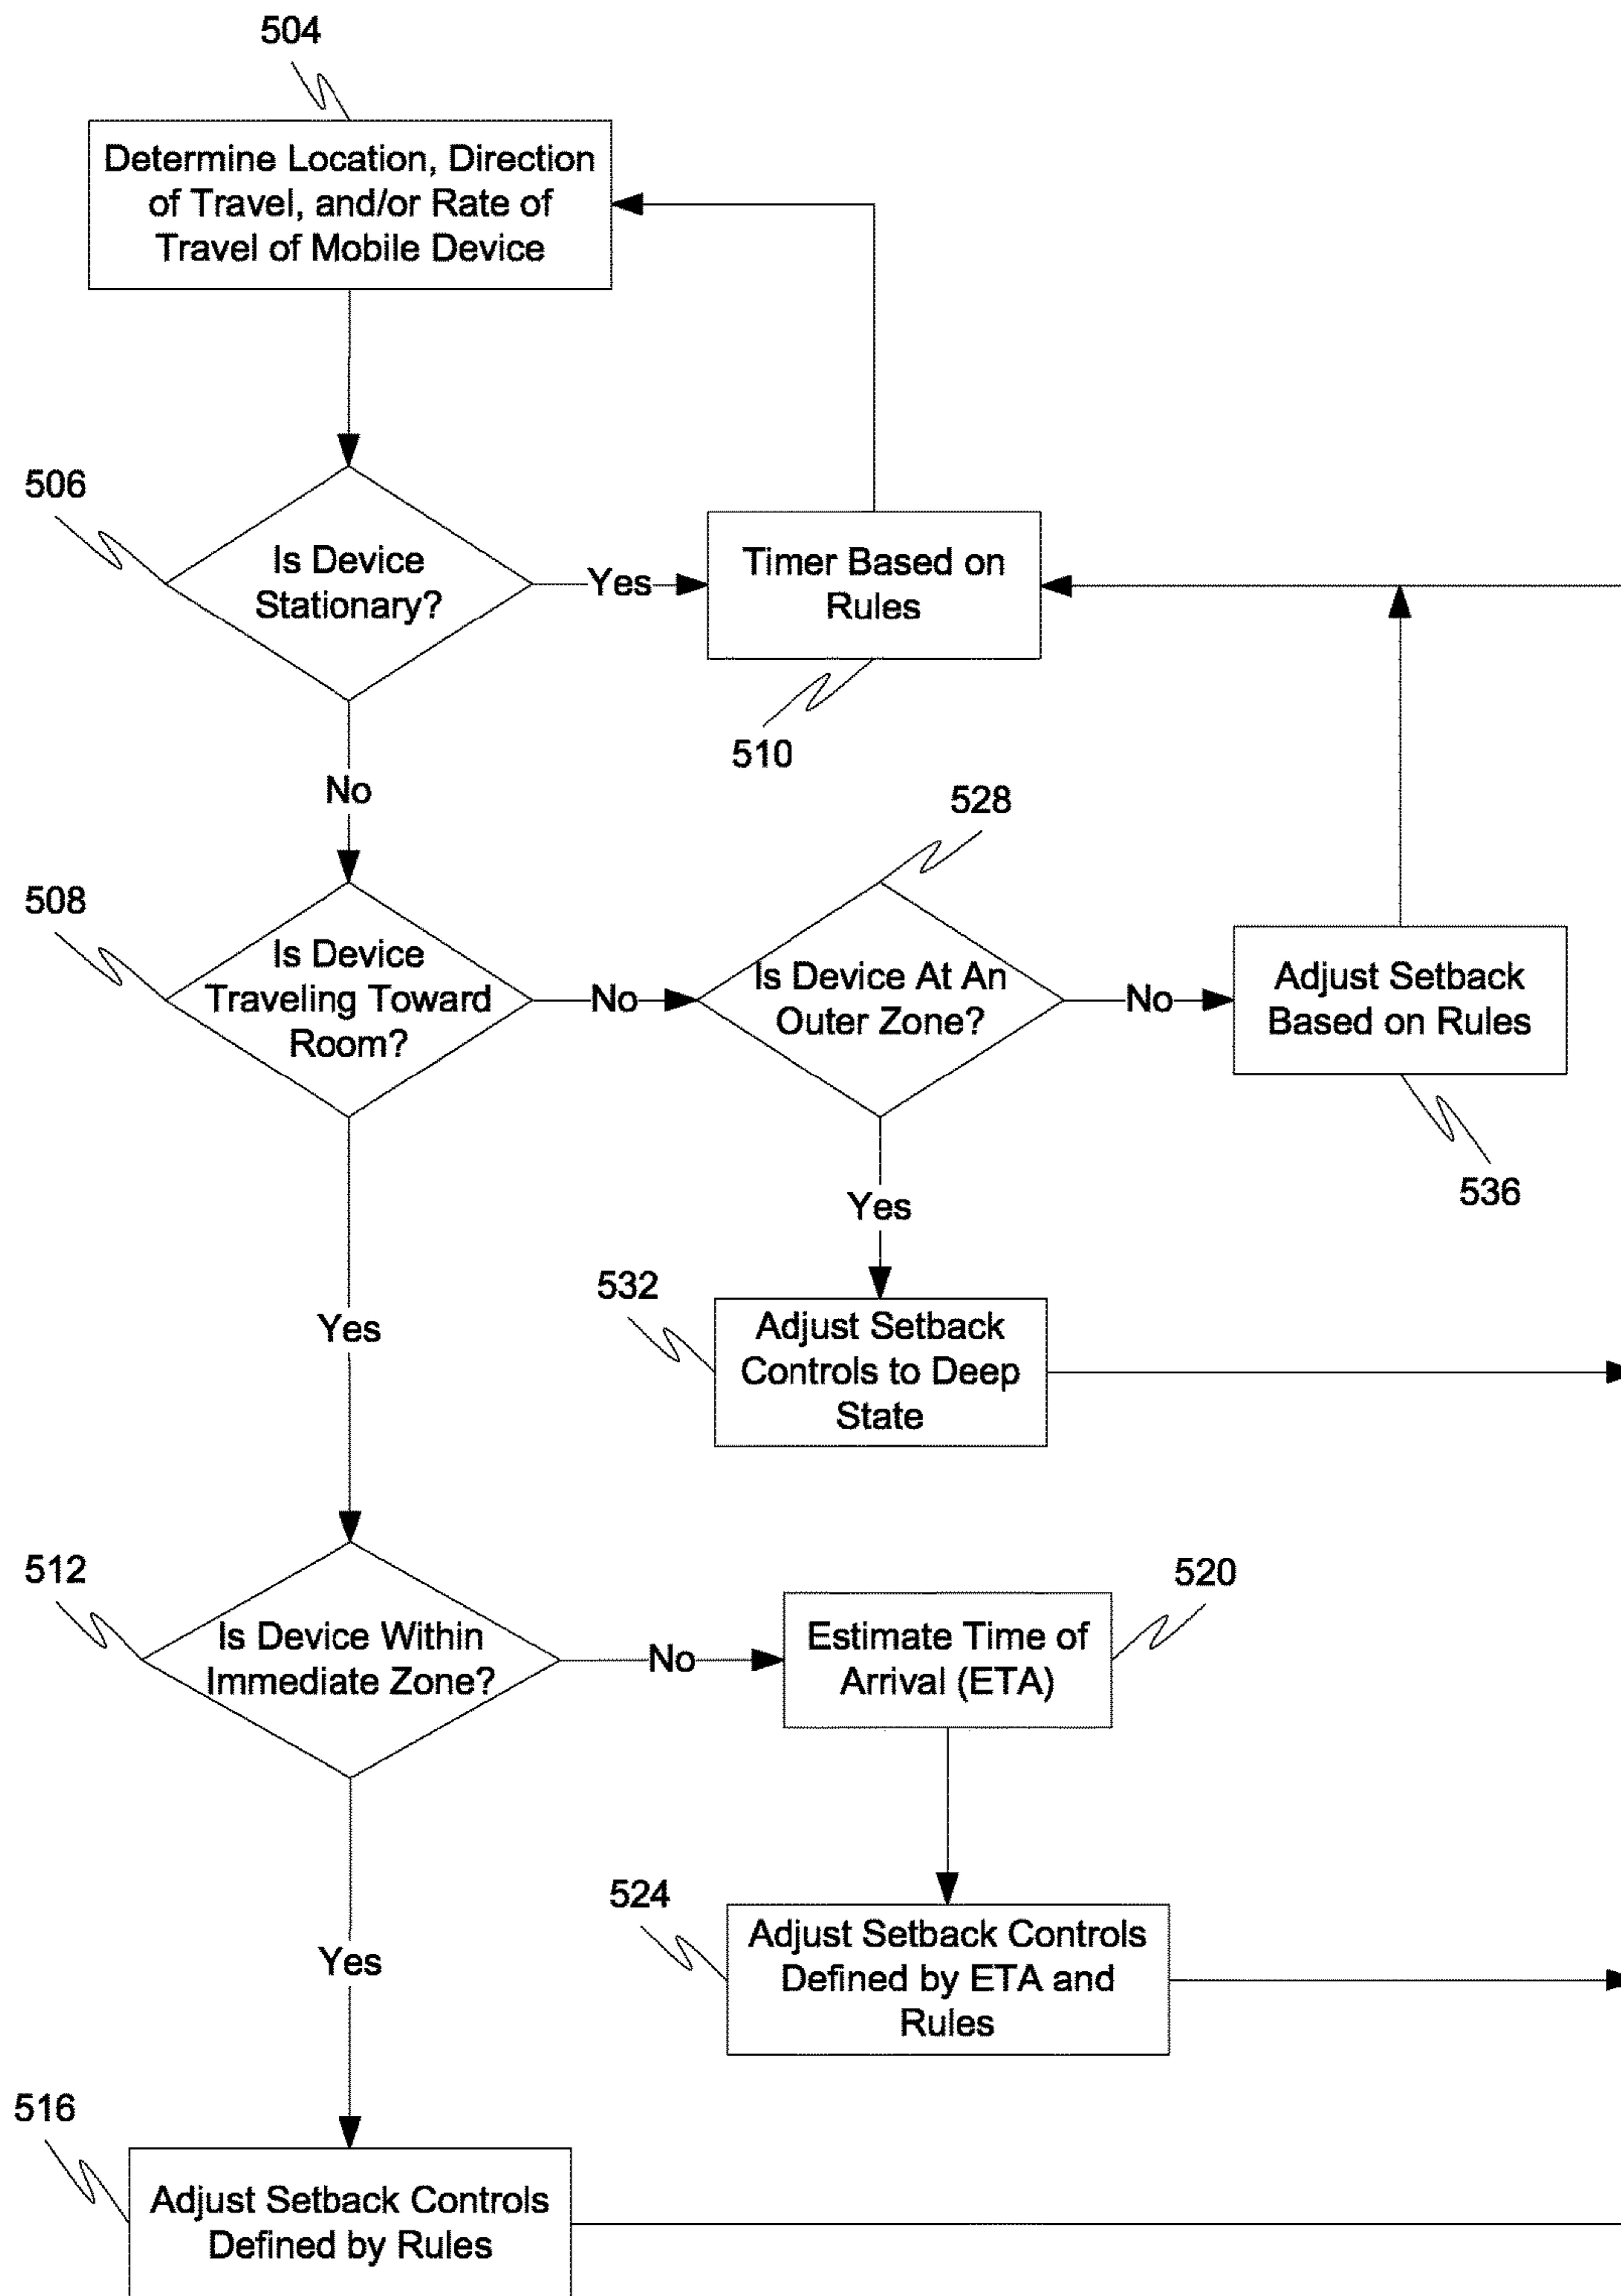 504
Determine Location, Direction
of Travel, and/or Rate of
Travel of Mobile Device
506
Is Device
Stationary?
Yes
Timer Based on
Rules
510
No
528
508
Is Device
Traveling Toward
Room?
No
Is Device At An
Outer Zone?
No
Adjust Setback
Based on Rules
536
Yes
532
Adjust Setback
Controls to Deep
State
Yes
512
Is Device Within
Immediate Zone?
No
520
Estimate Time of
Arrival (ETA)
524
Adjust Setback Controls
Defined by ETA and
Rules
Yes
516
Adjust Setback Controls
Defined by Rules